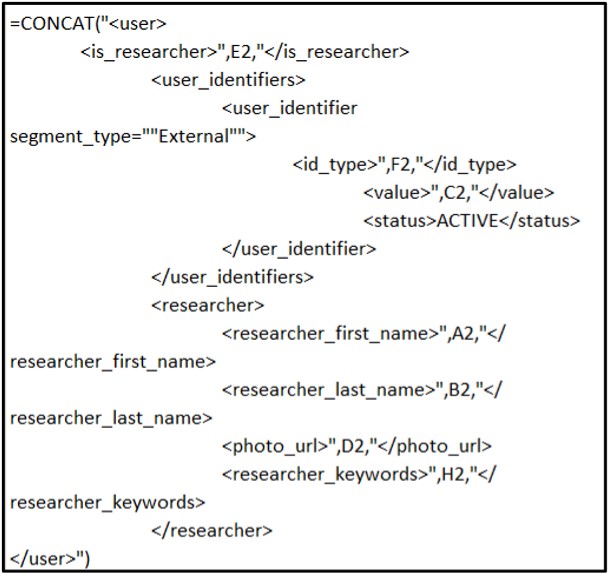 =CONCAT("<user>
<is_researcher>",E2,"</is_researcher>
<user_identifiers>
<user_identifier
segment_type=""External"">
<id_type>",F2,"</id_type>
<value>",C2,"</value>
<status>ACTIVE</status>
</user_identifier>
</user_identifiers>
<researcher>
<researcher_first_name>",A2,"</
researcher_first_name>
<researcher_last_name>",B2,"</
researcher_last_name>
<photo_url>",D2,"</photo_url>
<researcher_keywords>",H2,"</
researcher_keywords>
</researcher>
</user>")